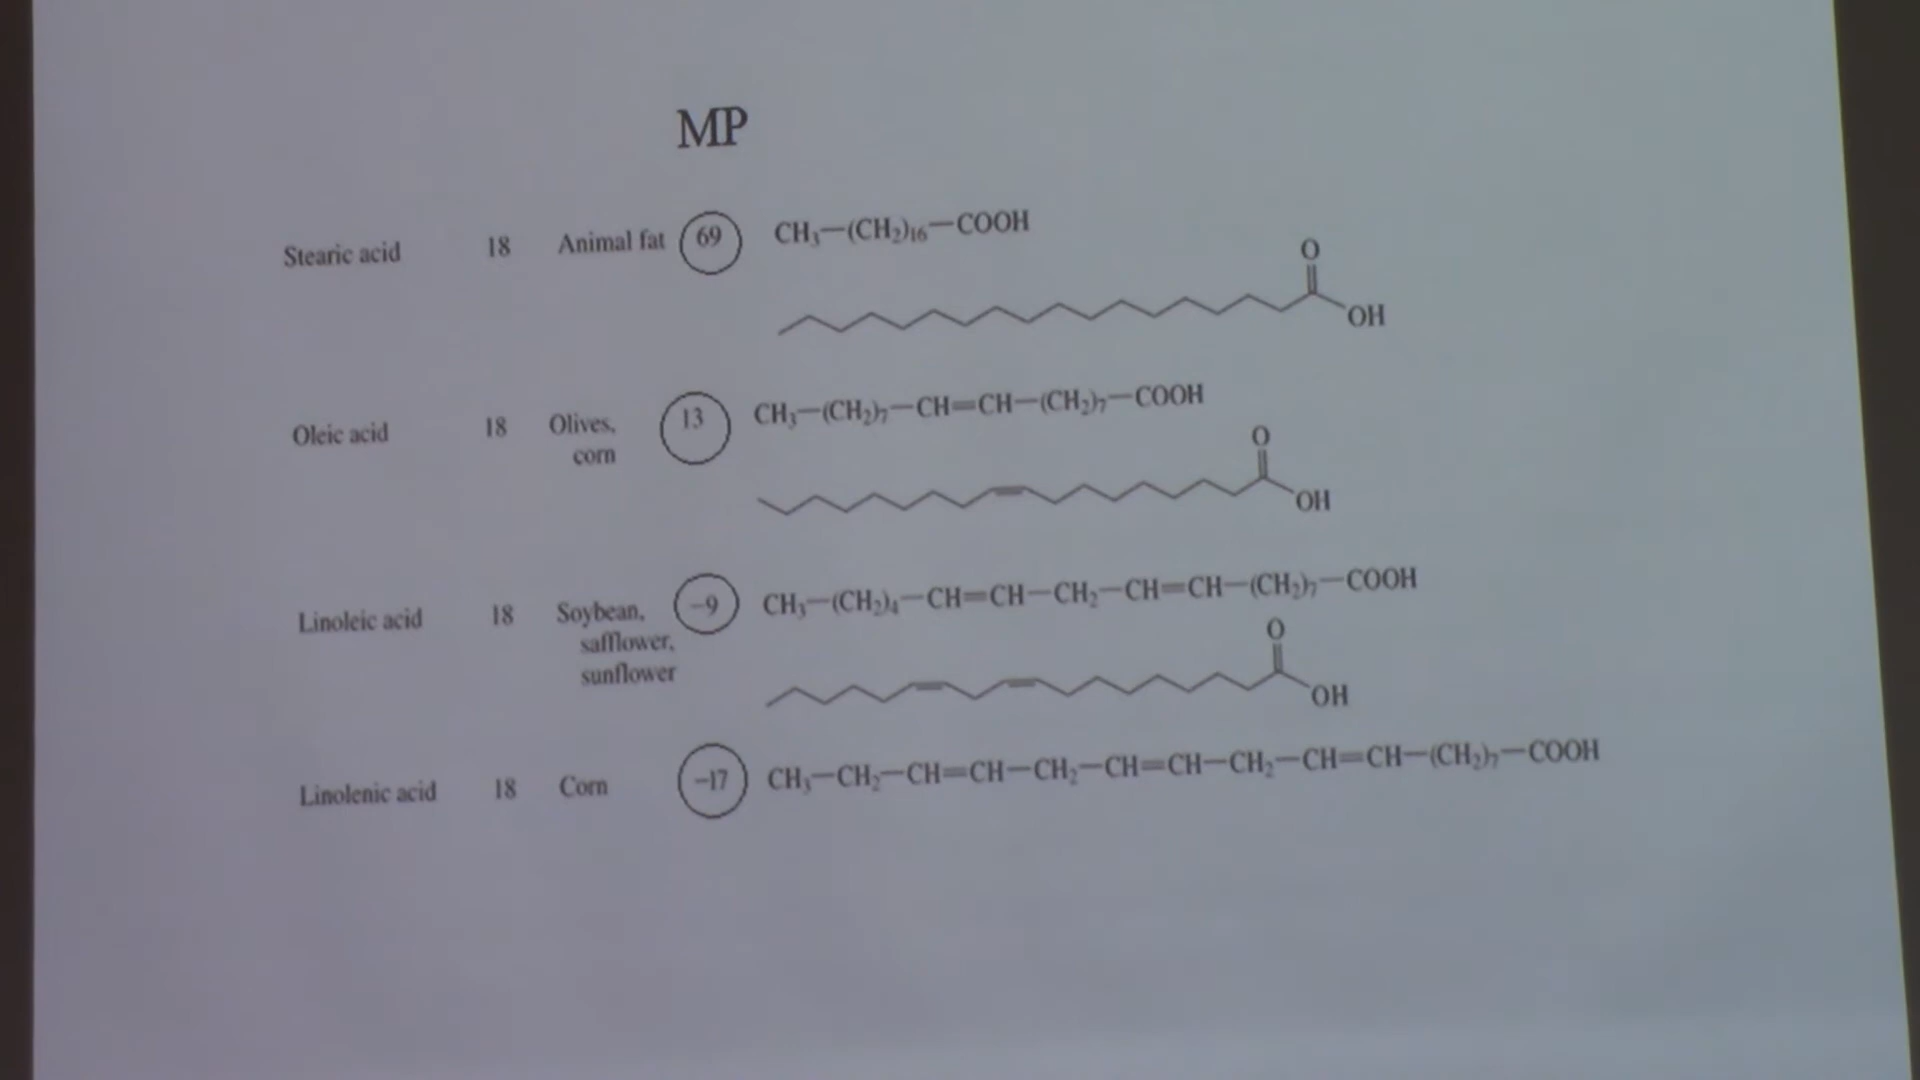 MP
Stearic acid 18 Animal fat 69 CH₃—(CH₂)₁₆—COOH
O
OH
Oleic acid 18 Olives, 13 CH₃—(CH₂)₇—CH=CH—(CH₂)₇—COOH
corn
O
OH
Linoleic acid 18 Soybean, −9 CH₃—(CH₂)₄—CH=CH—CH₂—CH=CH—(CH₂)₇—COOH
safflower,
sunflower
O
OH
Linolenic acid 18 Corn −17 CH₃—CH₂—CH=CH—CH₂—CH=CH—CH₂—CH=CH—(CH₂)₇—COOH